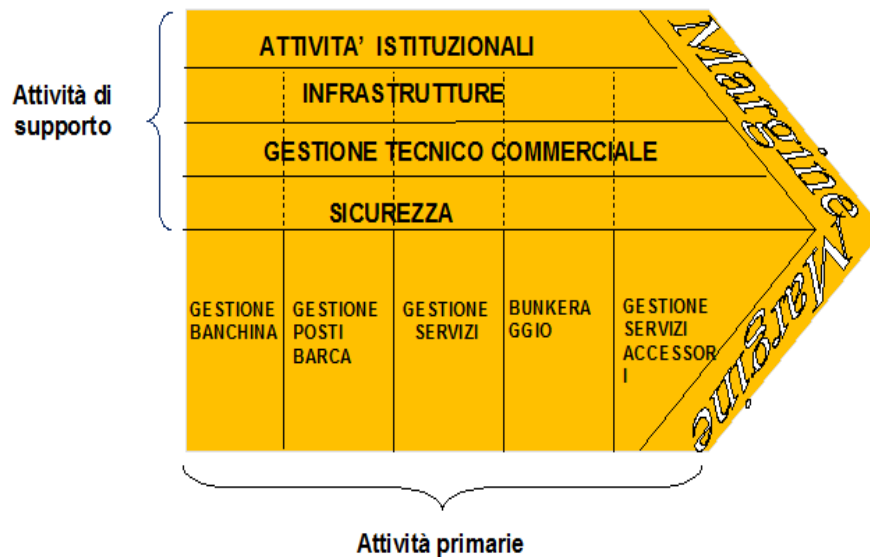 ATTIVITA’ ISTITUZIONALI
INFRASTRUTTURE
GESTIONE TECNICO COMMERCIALE
SICUREZZA
Attività di
supporto
Margine
Margine
GESTIONE
BANCHINA
GESTIONE
POSTI
BARCA
GESTIONE
SERVIZI
BUNKERA
GGIO
GESTIONE
SERVIZI
ACCESSOR
I
Attività primarie